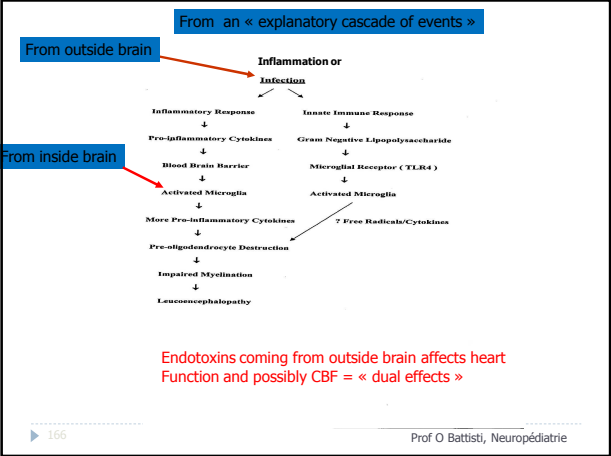 From an « explanatory cascade of events »
From outside brain
Inflammation or
Infection
Inflammatory Response
Innate Immune Response
Pro-inflammatory Cytokines
Gram Negative Lipopolysaccharide
From inside brain
Blood Brain Barrier
Microglial Receptor ( TLR4 )
Activated Microglia
Activated Microglia
More Pro-inflammatory Cytokines
? Free Radicals/Cytokines
Pre-oligodendrocyte Destruction
Impaired Myelination
Leucoencephalopathy
Endotoxins coming from outside brain affects heart
Function and possibly CBF = « dual effects »
166
Prof O Battisti, Neuropédiatrie